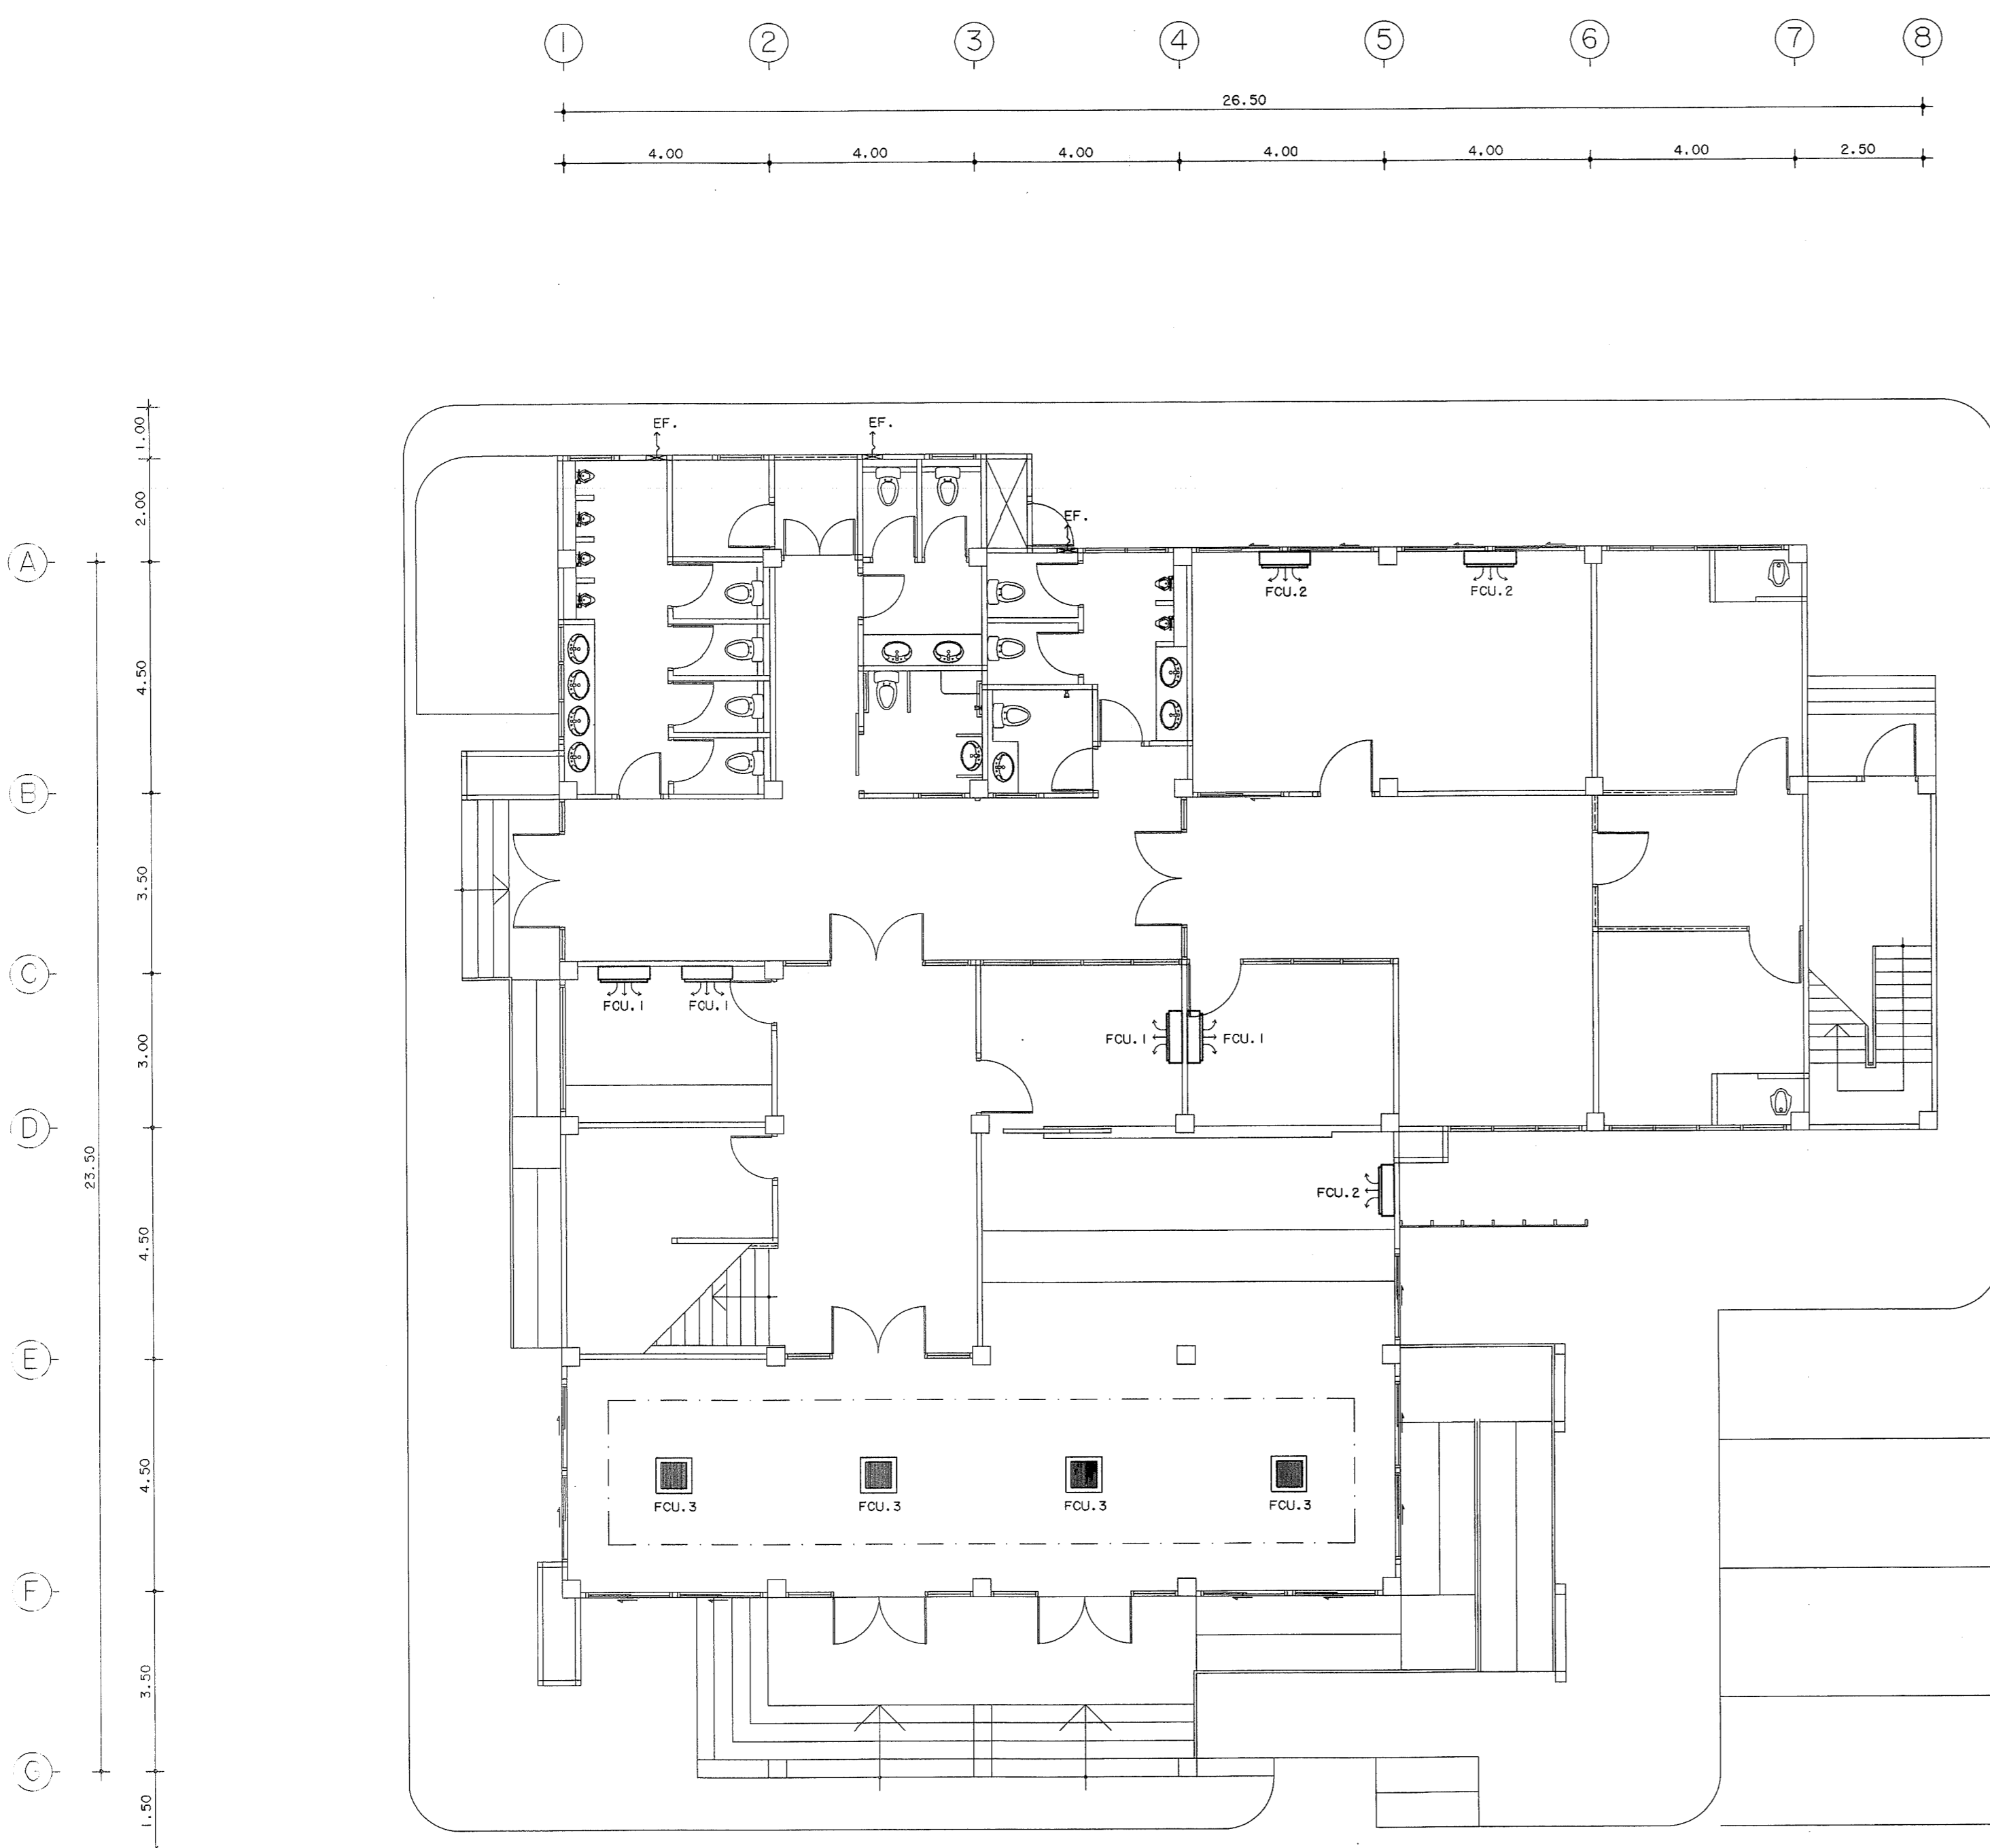 1 2 3 4 5 6 7 8
26.50
4.00 4.00 4.00 4.00 4.00 4.00 2.50
1.00
EF. EF.
2.00
EF.
A
FCU.2 FCU.2
4.50
B
3.50
C
FCU.1 FCU.1
FCU.1 FCU.1
3.00
D
23.50
FCU.2
4.50
E
4.50
FCU.3 FCU.3 FCU.3 FCU.3
F
3.50
G
1.50